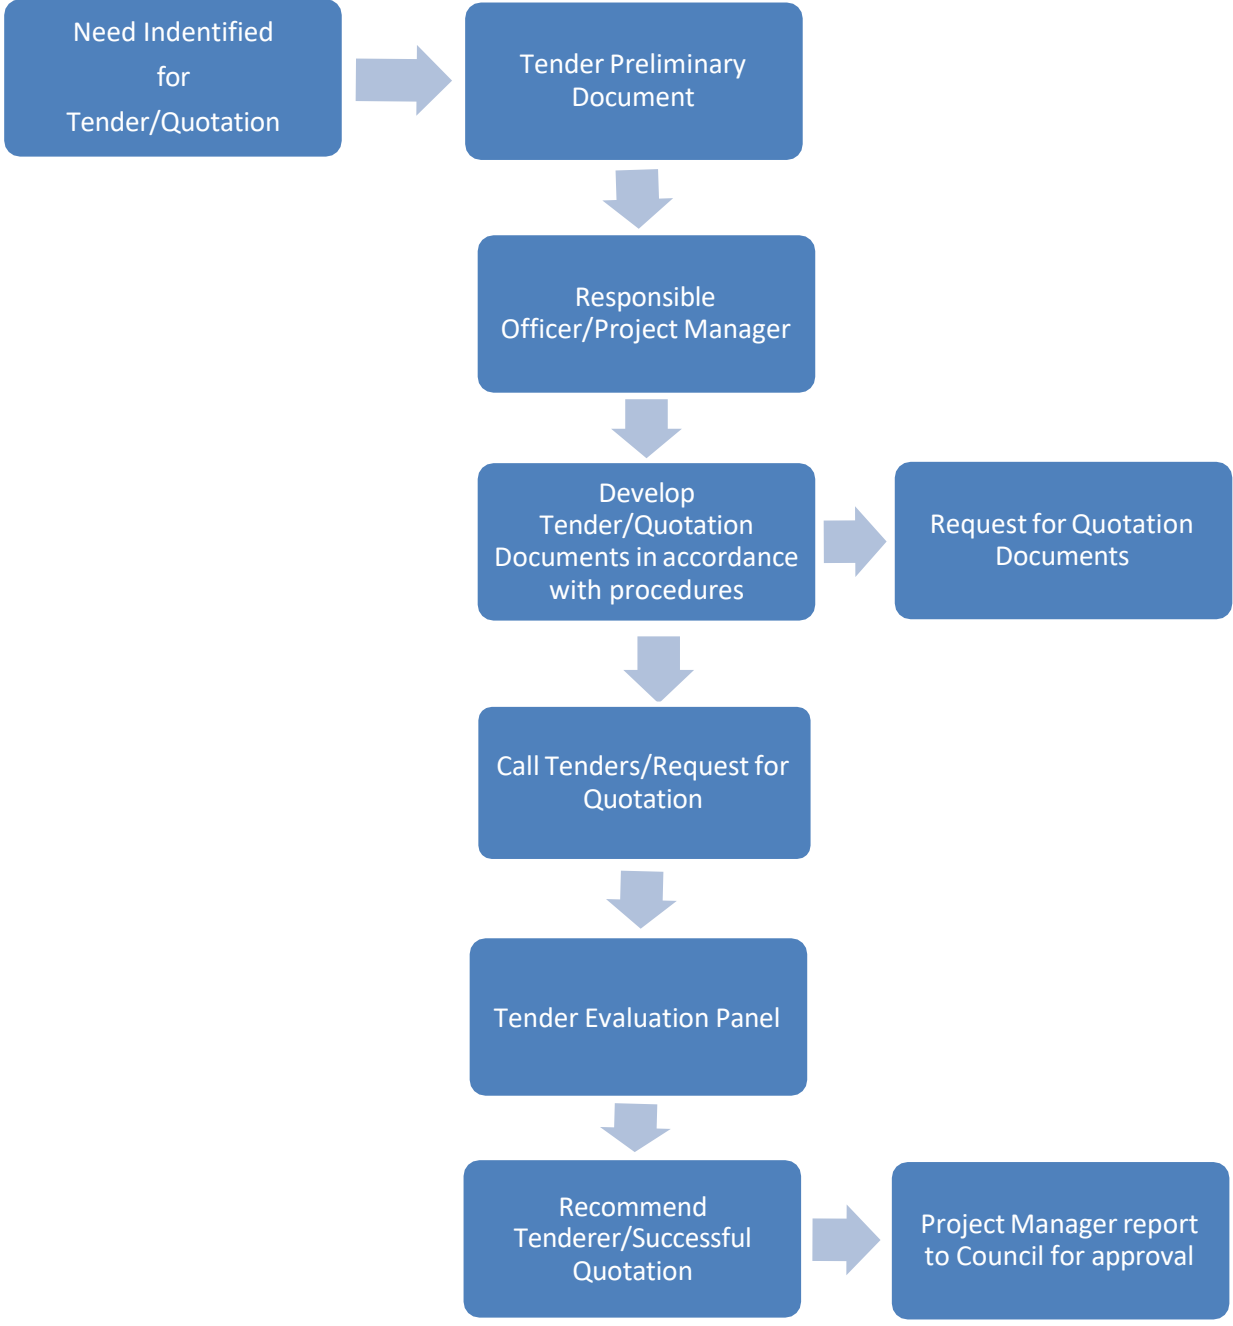 Need Indentified
for
Tender/Quotation
Tender Preliminary
Document
Responsible
Officer/Project Manager
Develop
Tender/Quotation
Documents in accordance
with procedures
Request for Quotation
Documents
Call Tenders/Request for
Quotation
Tender Evaluation Panel
Recommend
Tenderer/Successful
Quotation
Project Manager report
to Council for approval